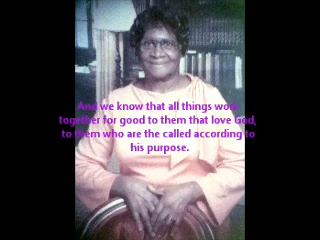 And we know that all things work
together for good to them that love God,
to them who are the called according to
his purpose.